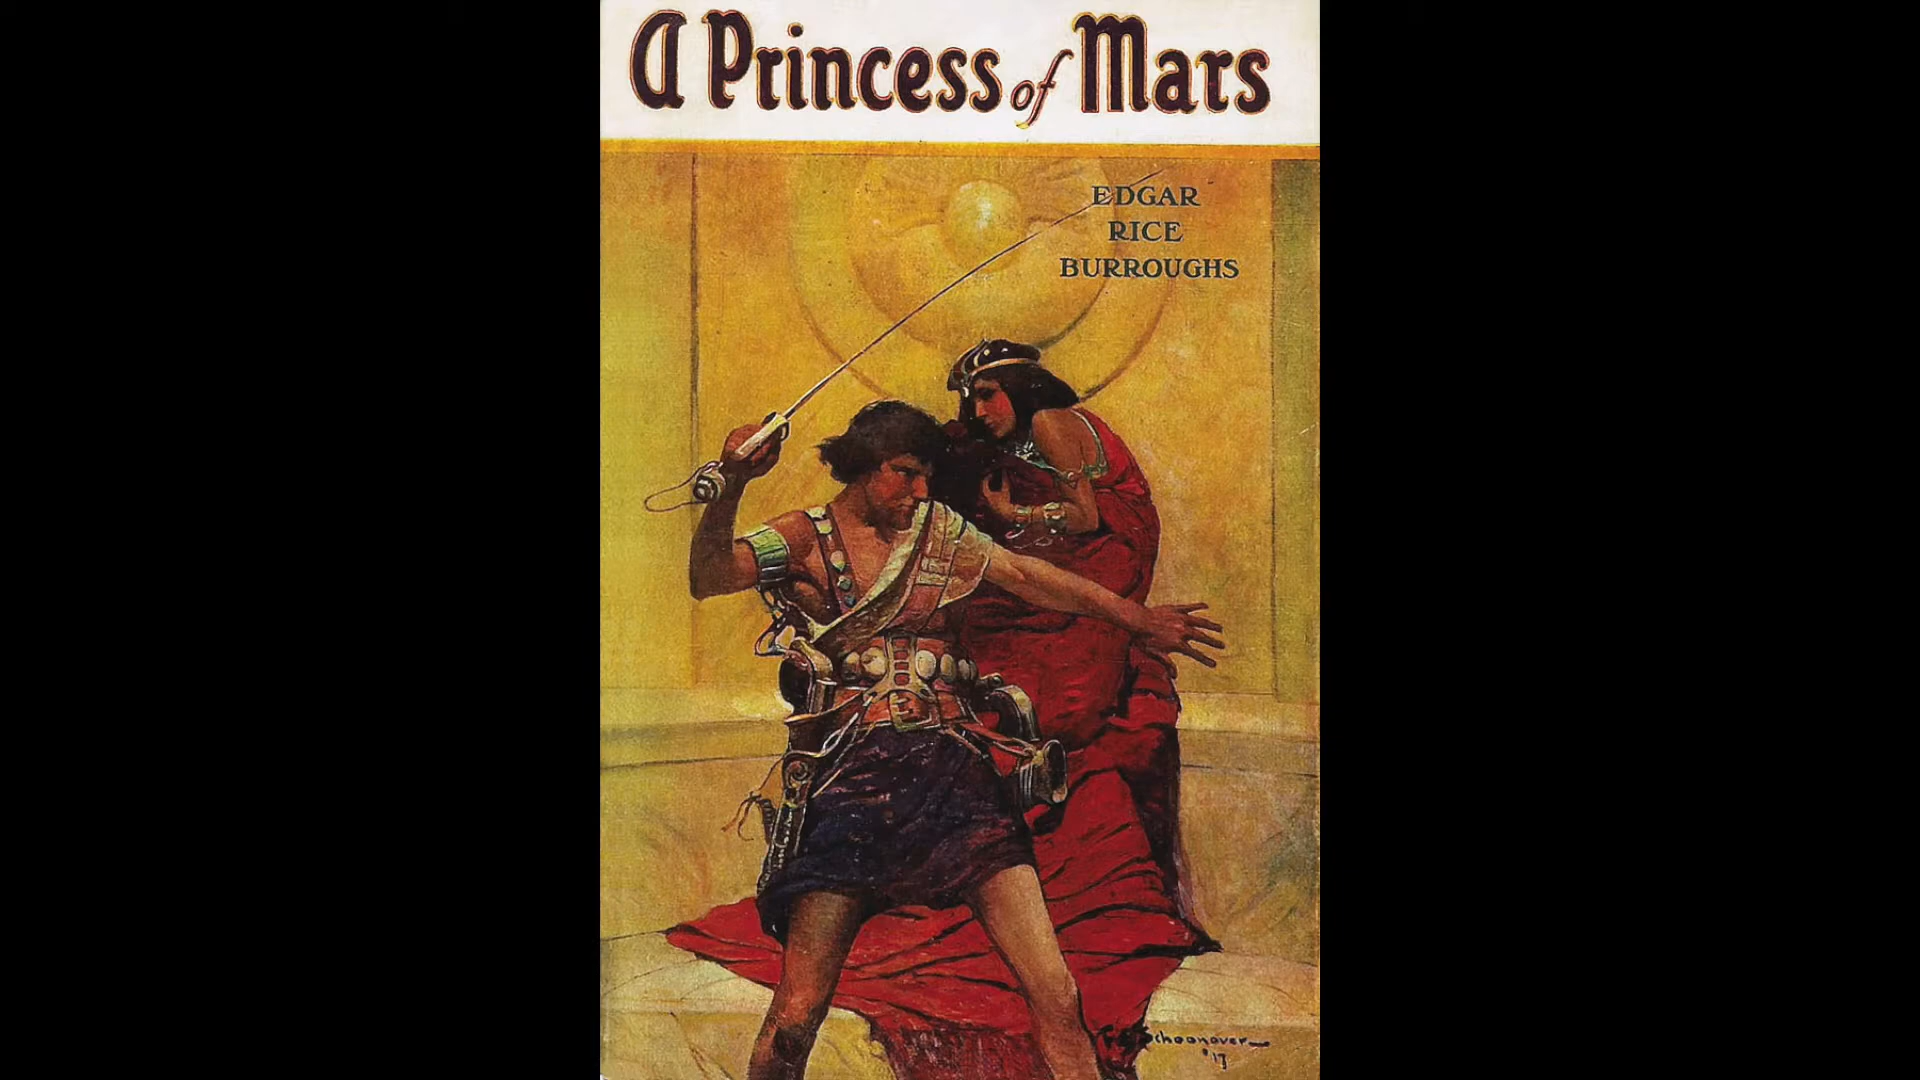 A Princess of Mars
EDGAR
RICE
BURROUGHS
Schoonover
'17